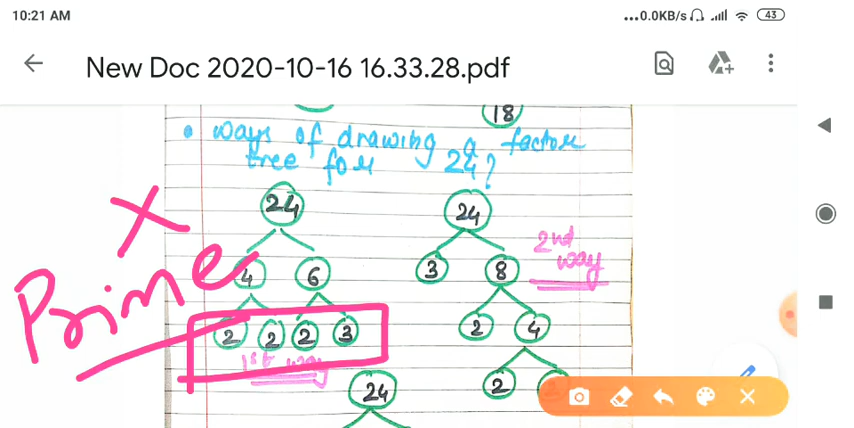 10:21 AM
...0.0KB/s 43
New Doc 2020-10-16 16.33.28.pdf
18
• ways of drawing a factor
tree for 24?
24
4 6
2 2 2 3
1st way
24
3 8
2 4
2
2nd
way
X
Prime
24